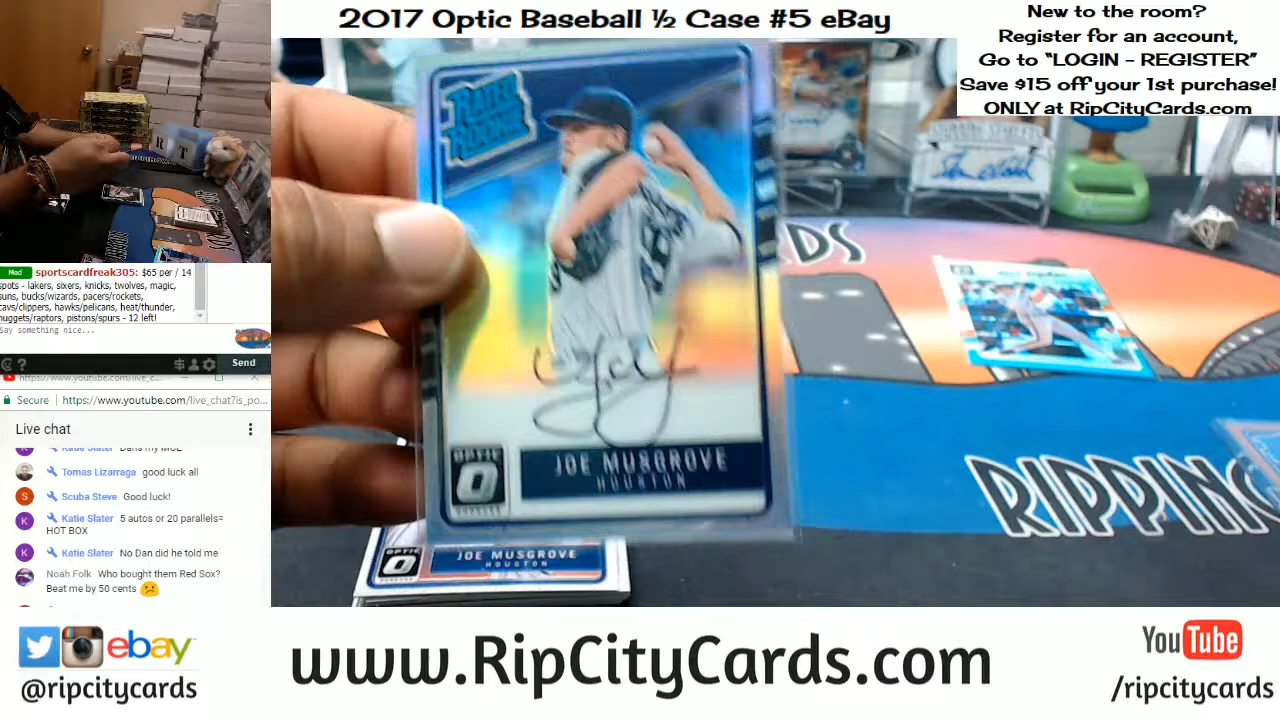 2017 Optic Baseball ½ Case #5 eBay
New to the room?
Register for an account,
Go to "LOGIN - REGISTER"
Save $15 off your 1st purchase!
ONLY at RipCityCards.com
RATED
ROOKIE
JOE MUSGROVE
HOUSTON
OPTIC
JOE MUSGROVE
HOUSTON
OPTIC
RDS
RIPPING
Mod sportscardfreak305: $65 per / 14
spots - lakers, sixers, knicks, twolves, magic,
suns, bucks/wizards, pacers/rockets,
cavs/clippers, hawks/pelicans, heat/thunder,
nuggets/raptors, pistons/spurs - 12 left!
Say something nice...
Send
https://www.youtube.com/live_c...
Secure https://www.youtube.com/live_chat?is_po...
Live chat
Katie Slater
Tomas Lizarraga good luck all
Scuba Steve Good luck!
Katie Slater 5 autos or 20 parallels=
HOT BOX
Katie Slater No Dan did he told me
Noah Folk Who bought them Red Sox?
Beat me by 50 cents
ebay
@ripcitycards
www.RipCityCards.com
YouTube
/ripcitycards